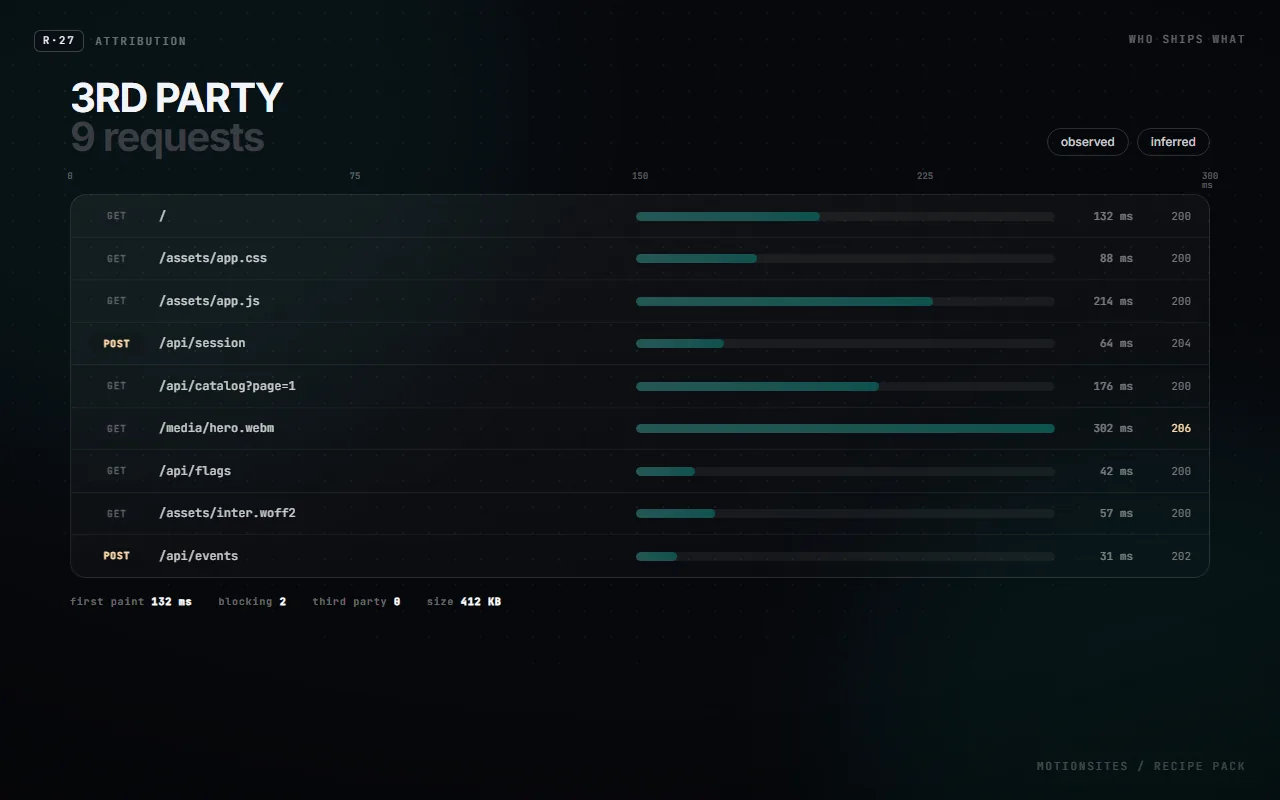 R·27 ATTRIBUTION
WHO SHIPS WHAT
3RD PARTY
9 requests
observed inferred
0 75 150 225 300 ms
GET / 132 ms 200
GET /assets/app.css 88 ms 200
GET /assets/app.js 214 ms 200
POST /api/session 64 ms 204
GET /api/catalog?page=1 176 ms 200
GET /media/hero.webm 302 ms 206
GET /api/flags 42 ms 200
GET /assets/inter.woff2 57 ms 200
POST /api/events 31 ms 202
first paint 132 ms blocking 2 third party 0 size 412 KB
MOTIONSITES / RECIPE PACK